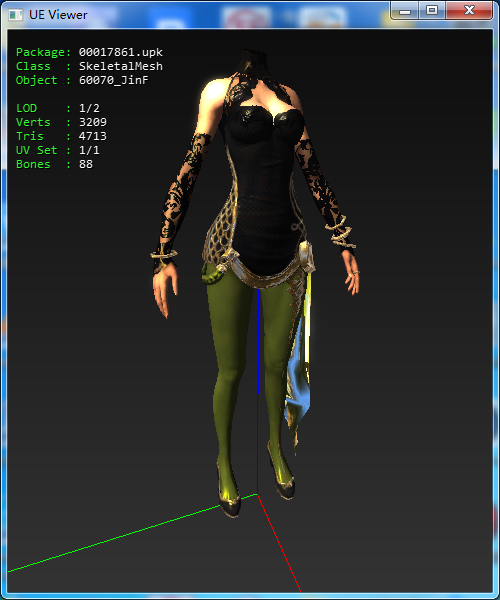 UE Viewer
Package: 00017861.upk
Class : SkeletalMesh
Object : 60070_JinF
LOD : 1/2
Verts : 3209
Tris : 4713
UV Set : 1/1
Bones : 88